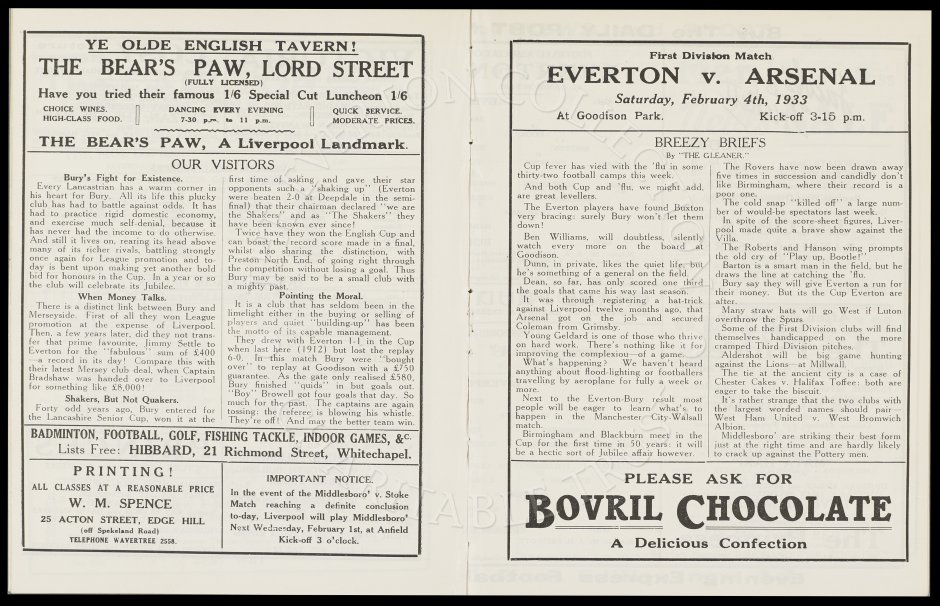 YE OLDE ENGLISH TAVERN!
THE BEAR'S PAW, LORD STREET
(FULLY LICENSED)
Have you tried their famous 1/6 Special Cut Luncheon 1/6
CHOICE WINES.
HIGH-CLASS FOOD.
DANCING EVERY EVENING
7-30 p.m. to 11 p.m.
QUICK SERVICE.
MODERATE PRICES.
THE BEAR'S PAW, A Liverpool Landmark.
OUR VISITORS
Bury's Fight for Existence.
Every Lancastrian has a warm corner in
his heart for Bury. All its life this plucky
club has had to battle against odds. It has
had to practice rigid domestic economy,
and exercise much self-denial, because it
has never had the income to do otherwise.
And still it lives on, rearing its head above
many of its richer rivals, battling strongly
once again for League promotion and to-
day is bent upon making yet another bold
bid for honours in the Cup. In a year or so
the club will celebrate its Jubilee.
When Money Talks.
There is a distinct link between Bury and
Merseyside. First of all they won League
promotion at the expense of Liverpool.
Then, a few years later, did they not trans-
fer that prime favourite, Jimmy Settle to
Everton for the "fabulous" sum of £400
—a record in its day! Compare this with
their latest Mersey club deal, when Captain
Bradshaw was handed over to Liverpool
for something like £8,000!
Shakers, But Not Quakers.
Forty odd years ago, Bury entered for
the Lancashire Senior Cup, won it at the
first time of asking and gave their star
opponents such a "shaking up" (Everton
were beaten 2-0 at Deepdale in the semi-
final) that their chairman declared "we are
the Shakers" and as "The Shakers" they
have been known ever since!
Twice have they won the English Cup and
can boast the record score made in a final,
whilst also sharing the distinction, with
Preston North End, of going right through
the competition without losing a goal. Thus
Bury may be said to be a small club with
a mighty past.
Pointing the Moral.
It is a club that has seldom been in the
limelight either in the buying or selling of
players and quiet "building-up" has been
the motto of its capable management.
They drew Everton 1-1 in the Cup
when last here (1912) but lost the replay
6-0. In this match Bury were "bought
over" to replay at Goodison with a £750
guarantee. As the gate only realised £580,
Bury finished "quids" in but goals out.
"Boy" Browell got four goals that day. So
much for the past. The captains are again
tossing: the referee is blowing his whistle.
They're off! And may the better team win.
BADMINTON, FOOTBALL, GOLF, FISHING TACKLE, INDOOR GAMES, &C.
Lists Free: HIBBARD, 21 Richmond Street, Whitechapel.
PRINTING!
ALL CLASSES AT A REASONABLE PRICE
W. M. SPENCE
25 ACTON STREET, EDGE HILL
(off Spekeland Road)
TELEPHONE WAVERTREE 2558.
IMPORTANT NOTICE.
In the event of the Middlesboro' v. Stoke
Match reaching a definite conclusion
to-day, Liverpool will play Middlesboro'
Next Wednesday, February 1st, at Anfield
Kick-off 3 o'clock.
First Division Match
EVERTON v. ARSENAL
Saturday, February 4th, 1933
At Goodison Park.
Kick-off 3-15 p.m.
BREEZY BRIEFS
By "THE GLEANER."
Cup fever has vied with the 'flu in some
thirty-two football camps this week.
And both Cup and 'flu, we might add,
are great levellers.
The Everton players have found Buxton
very bracing: surely Bury won't let them
down!
Ben Williams, will doubtless, silently
watch every more on the board at
Goodison.
Dunn, in private, likes the quiet life, but
he's something of a general on the field.
Dean, so far, has only scored one third
the goals that came his way last season.
It was through registering a hat-trick
against Liverpool twelve months ago, that
Arsenal got on the job and secured
Coleman from Grimsby.
Young Geldard is one of those who thrive
on hard work. There's nothing like it for
improving the complexion—of a game.
What's happening? We haven't heard
anything about flood-lighting or footballers
travelling by aeroplane for fully a week or
more.
Next to the Everton-Bury result most
people will be eager to learn what's to
happen in the Manchester City-Walsall
match.
Birmingham and Blackburn meet in the
Cup for the first time in 50 years: it will
be a hectic sort of Jubilee affair however.
The Rovers have now been drawn away
five times in succession and candidly don't
like Birmingham, where their record is a
poor one.
The cold snap "killed off" a large num-
ber of would-be spectators last week.
In spite of the score-sheet figures, Liver-
pool made quite a brave show against the
Villa.
The Roberts and Hanson wing prompts
the old cry of "Play up, Bootle!"
Barton is a smart man in the field, but he
draws the line at catching the 'flu.
Bury say they will give Everton a run for
their money. But its the Cup Everton are
after.
Many straw hats will go West if Luton
overthrow the Spurs.
Some of the First Division clubs will find
themselves handicapped on the more
cramped Third Division pitches.
Aldershot will be big game hunting
against the Lions—at Millwall.
The tie at the ancient city is a case of
Chester Cakes v. Halifax Toffee: both are
eager to take the biscuit.
It's rather strange that the two clubs with
the largest worded names should pair—
West Ham United v. West Bromwich
Albion.
Middlesboro' are striking their best form
just at the right time and are hardly likely
to crack up against the Pottery men.
PLEASE ASK FOR
BOVRIL CHOCOLATE
A Delicious Confection